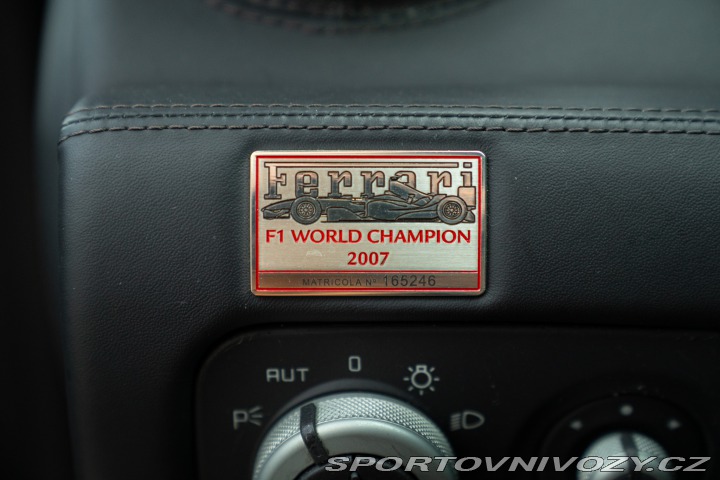 Ferrari
F1 WORLD CHAMPION
2007
MATRICOLA N° 165246
AUT 0
P
SPORTOVNIVOZY.CZ